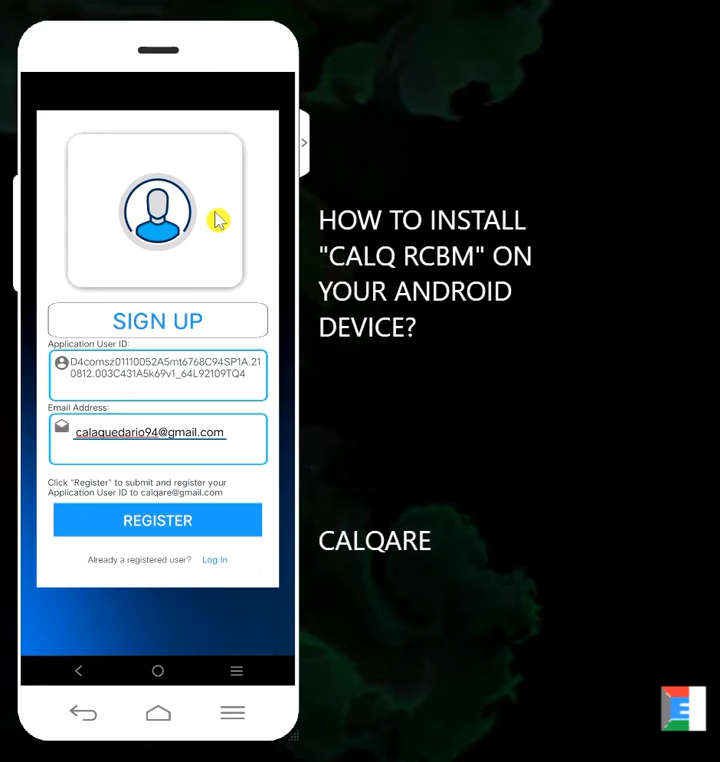 SIGN UP
Application User ID:
D4comsz01110052A5mt6768C94SP1A.21
0812.003C431A5k69v1_64L92109TQ4
Email Address:
calaquedario94@gmail.com
Click "Register" to submit and register your
Application User ID to calqare@gmail.com
REGISTER
Already a registered user? Log In
HOW TO INSTALL
"CALQ RCBM" ON
YOUR ANDROID
DEVICE?
CALQARE
E